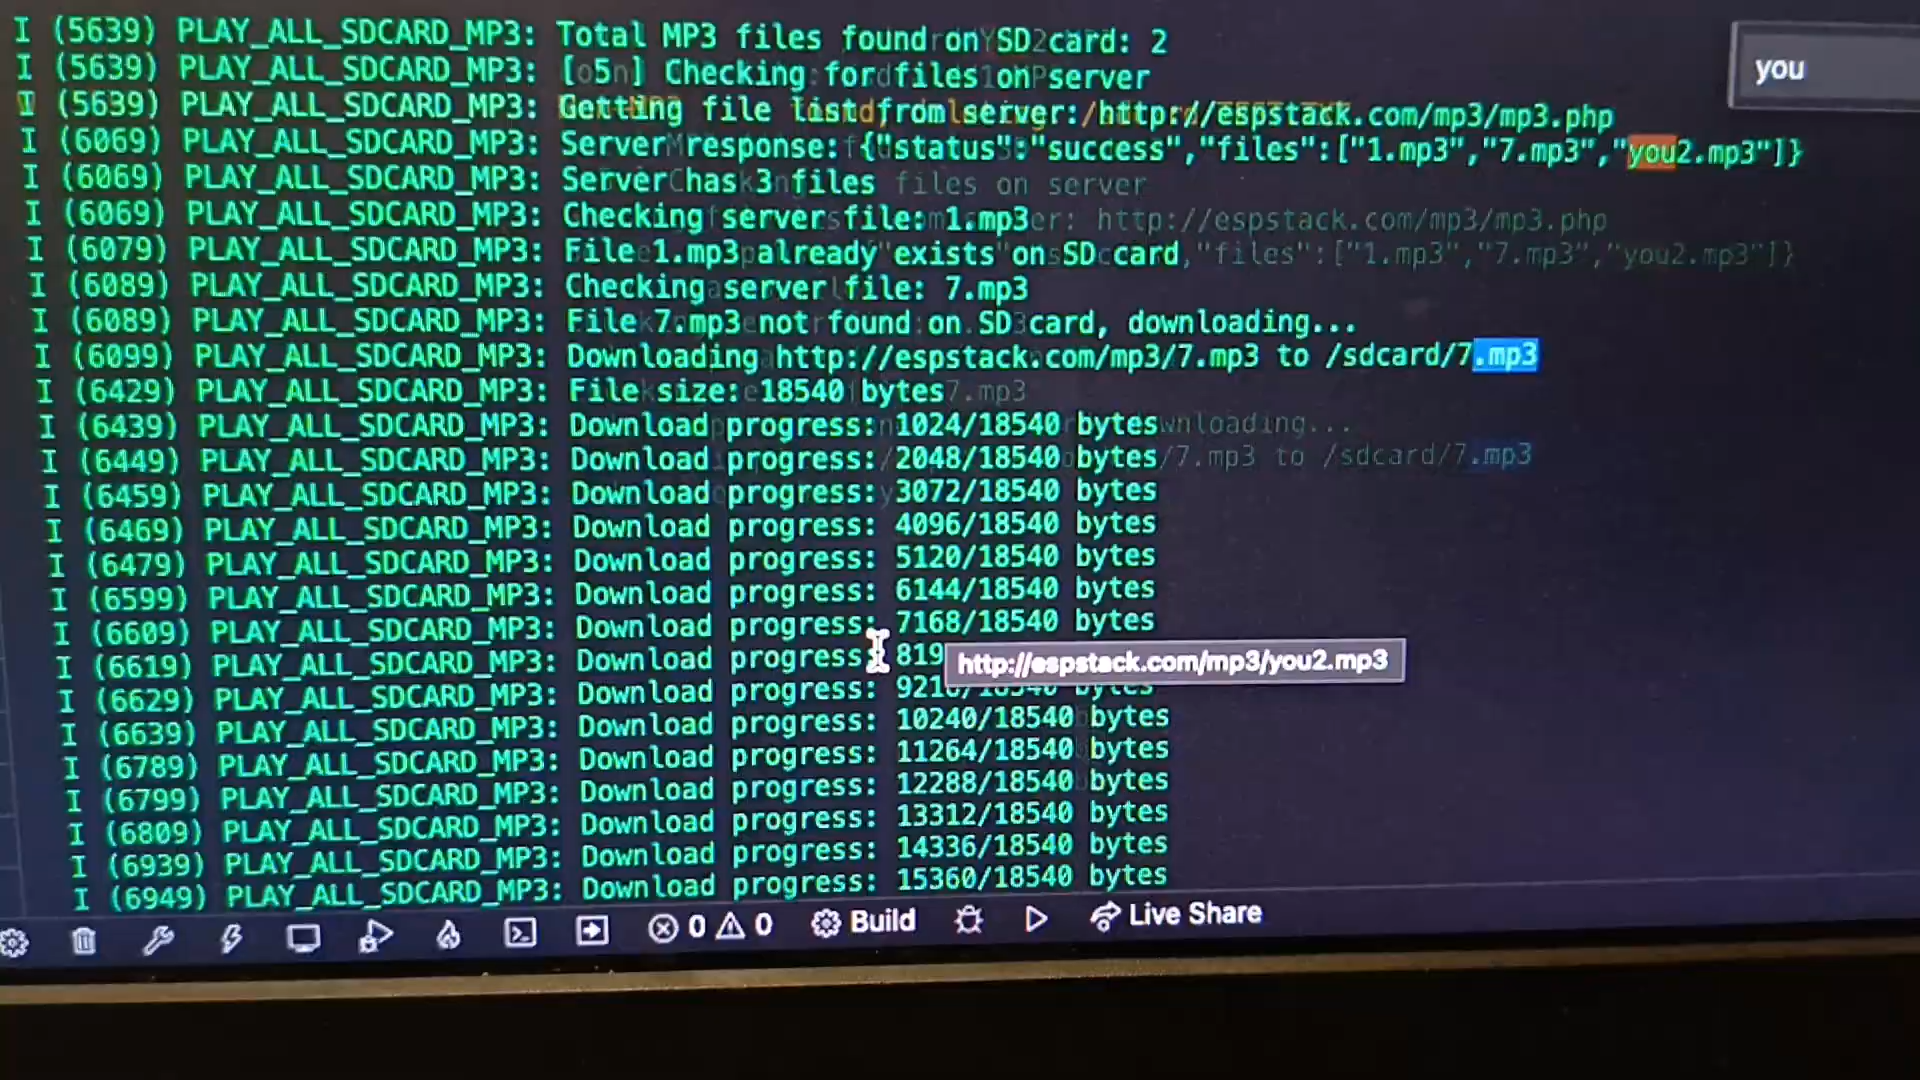 I (5639) PLAY_ALL_SDCARD_MP3: Total MP3 files found on SD card: 2
you
I (5639) PLAY_ALL_SDCARD_MP3: [ 5 ] Checking for files on server
I (5639) PLAY_ALL_SDCARD_MP3: Getting file list from server: http://espstack.com/mp3/mp3.php
I (6069) PLAY_ALL_SDCARD_MP3: Server response: {"status":"success","files":["1.mp3","7.mp3","you2.mp3"]}
I (6069) PLAY_ALL_SDCARD_MP3: Server has 3 files
I (6069) PLAY_ALL_SDCARD_MP3: Checking server file: 1.mp3
I (6079) PLAY_ALL_SDCARD_MP3: File 1.mp3 already exists on SD card
I (6089) PLAY_ALL_SDCARD_MP3: Checking server file: 7.mp3
I (6089) PLAY_ALL_SDCARD_MP3: File 7.mp3 not found on SD card, downloading...
I (6099) PLAY_ALL_SDCARD_MP3: Downloading http://espstack.com/mp3/7.mp3 to /sdcard/7.mp3
I (6429) PLAY_ALL_SDCARD_MP3: File size: 18540 bytes
I (6439) PLAY_ALL_SDCARD_MP3: Download progress: 1024/18540 bytes
I (6449) PLAY_ALL_SDCARD_MP3: Download progress: 2048/18540 bytes
I (6459) PLAY_ALL_SDCARD_MP3: Download progress: 3072/18540 bytes
I (6469) PLAY_ALL_SDCARD_MP3: Download progress: 4096/18540 bytes
I (6479) PLAY_ALL_SDCARD_MP3: Download progress: 5120/18540 bytes
I (6599) PLAY_ALL_SDCARD_MP3: Download progress: 6144/18540 bytes
I (6609) PLAY_ALL_SDCARD_MP3: Download progress: 7168/18540 bytes
I (6619) PLAY_ALL_SDCARD_MP3: Download progress: 819
http://espstack.com/mp3/you2.mp3
I (6629) PLAY_ALL_SDCARD_MP3: Download progress: 9216/18540 bytes
I (6639) PLAY_ALL_SDCARD_MP3: Download progress: 10240/18540 bytes
I (6789) PLAY_ALL_SDCARD_MP3: Download progress: 11264/18540 bytes
I (6799) PLAY_ALL_SDCARD_MP3: Download progress: 12288/18540 bytes
I (6809) PLAY_ALL_SDCARD_MP3: Download progress: 13312/18540 bytes
I (6939) PLAY_ALL_SDCARD_MP3: Download progress: 14336/18540 bytes
I (6949) PLAY_ALL_SDCARD_MP3: Download progress: 15360/18540 bytes
0 0 Build Live Share